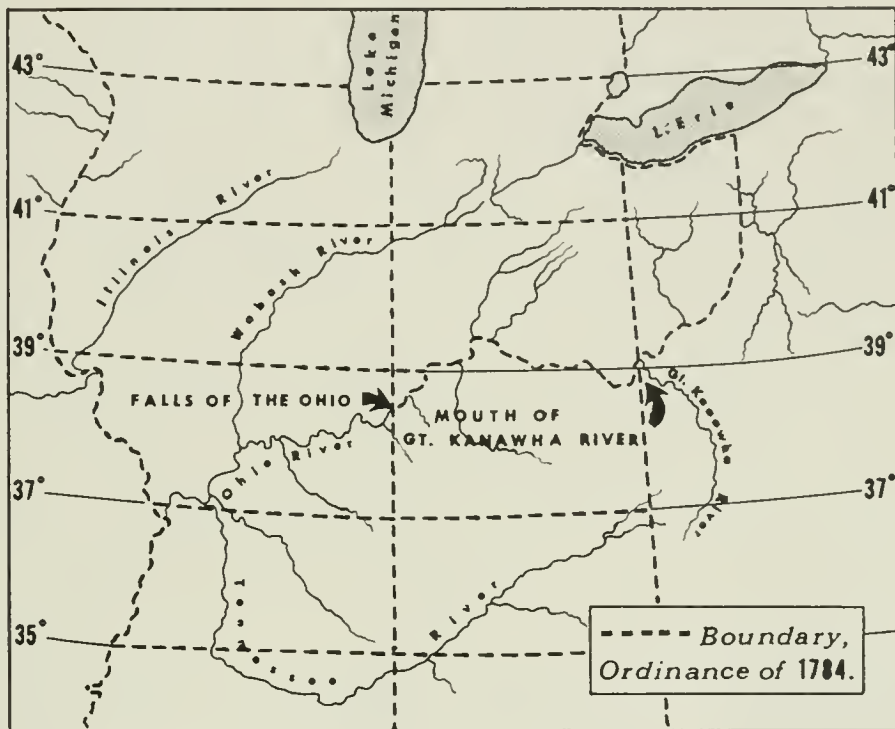 43°
43°
Lake
Michigan
L. Erie
41°
41°
Illinois River
Wabash River
39°
39°
FALLS OF THE OHIO
MOUTH OF
GT. KANAWHA RIVER
Gt. Kanawha River
Ohio River
37°
37°
35°
River
Boundary,
Ordinance of 1784.